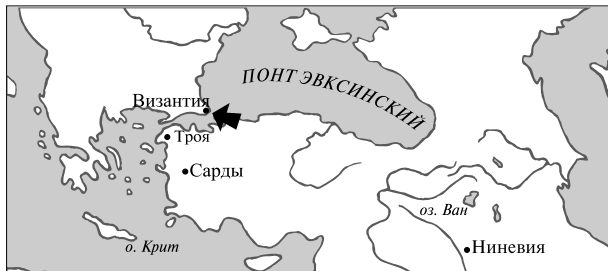 ПОНТ ЭВКСИНСКИЙ
Византия
Троя
Сарды
оз. Ван
о. Крит
Ниневия